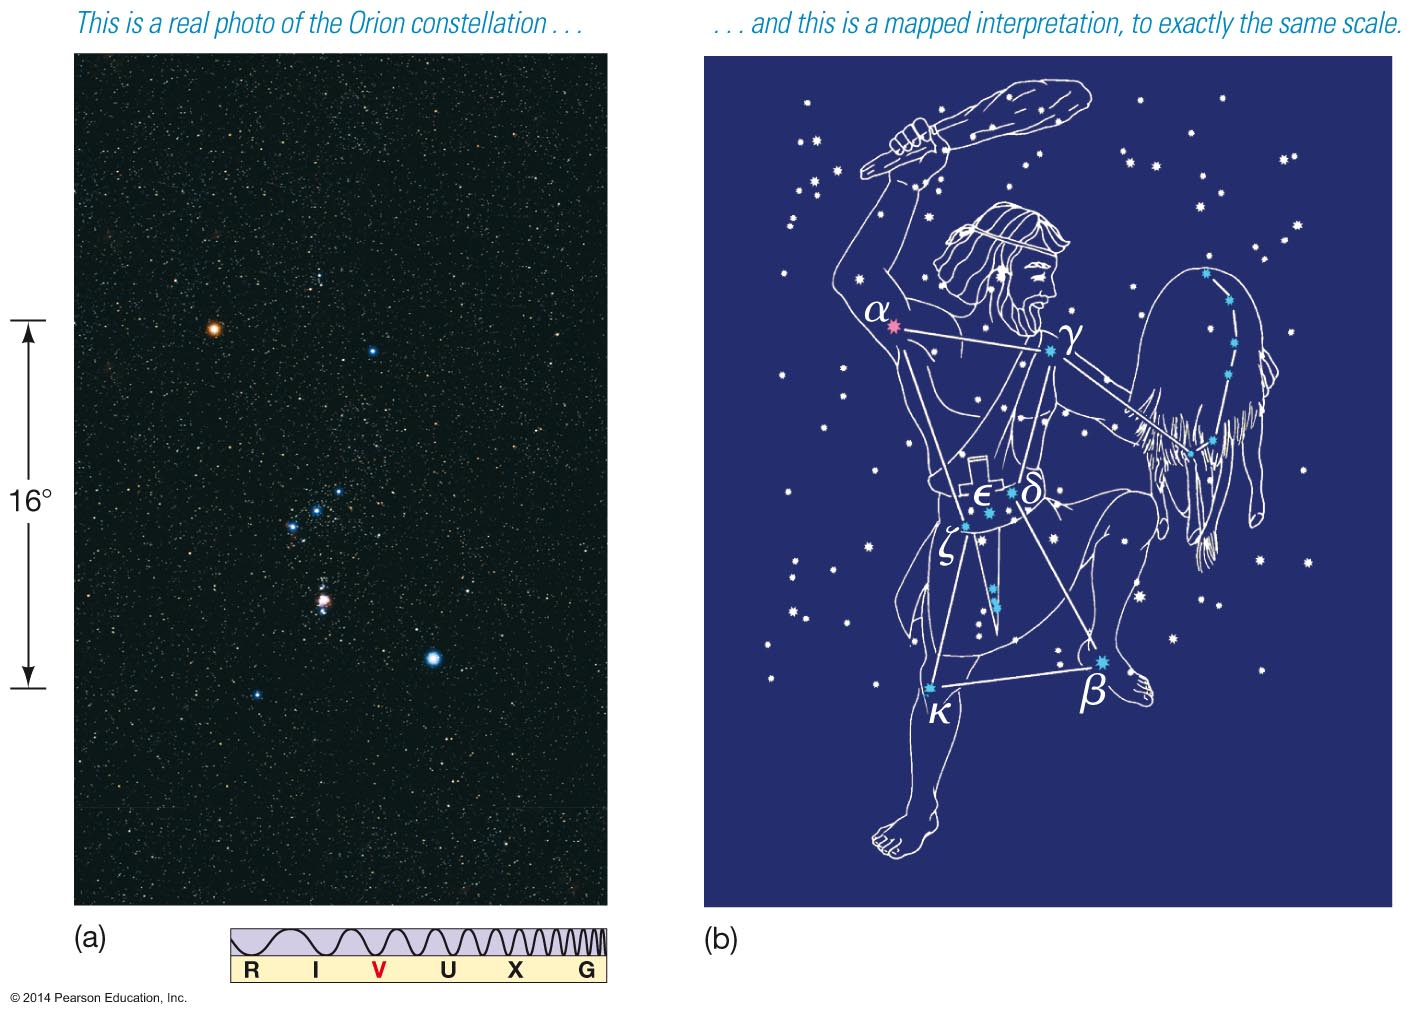 This is a real photo of the Orion constellation . . .
. . . and this is a mapped interpretation, to exactly the same scale.
16°
α
γ
ϵ δ
ζ
β
κ
(a)
R I V U X G
(b)
© 2014 Pearson Education, Inc.